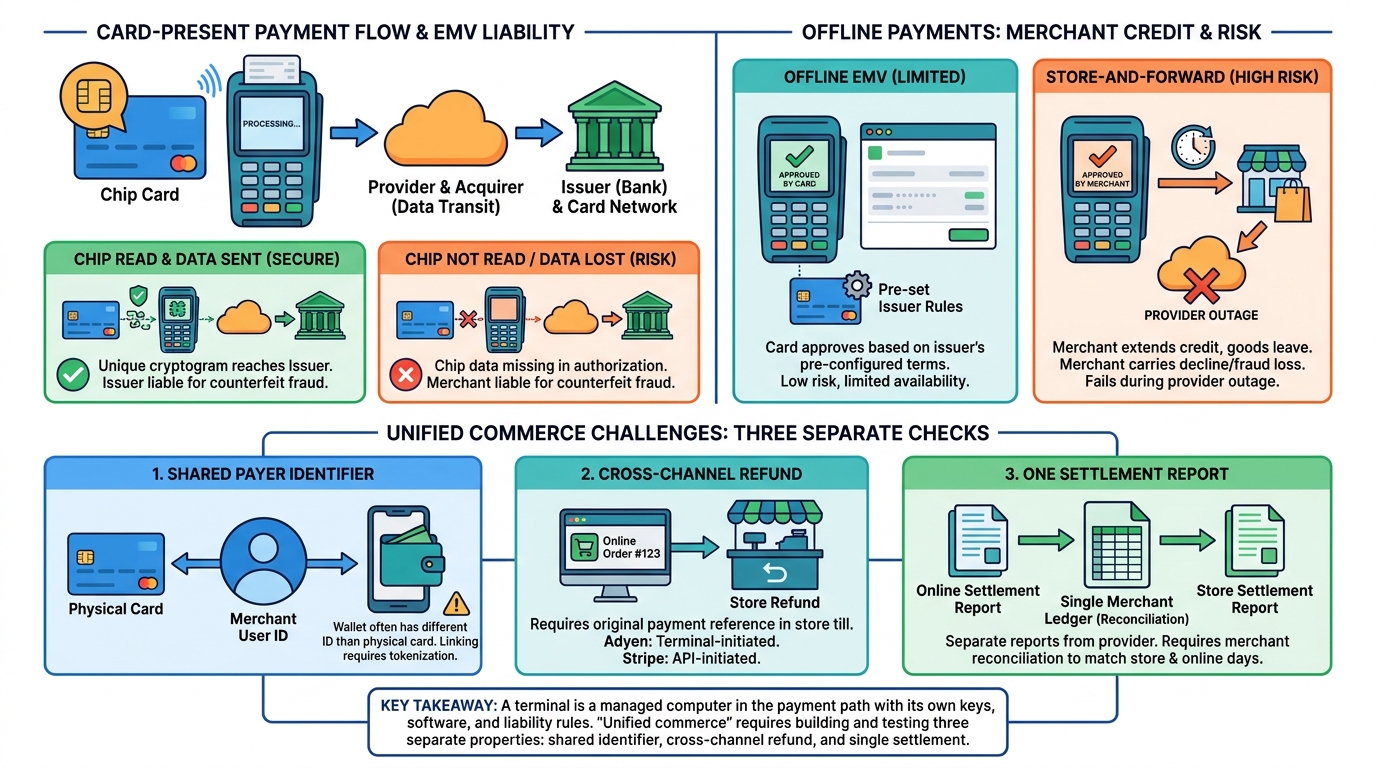 CARD-PRESENT PAYMENT FLOW & EMV LIABILITY
PROCESSING...
Chip Card
Provider & Acquirer
(Data Transit)
Issuer (Bank)
& Card Network
CHIP READ & DATA SENT (SECURE)
Unique cryptogram reaches Issuer.
Issuer liable for counterfeit fraud.
CHIP NOT READ / DATA LOST (RISK)
Chip data missing in authorization.
Merchant liable for counterfeit fraud.
OFFLINE PAYMENTS: MERCHANT CREDIT & RISK
OFFLINE EMV (LIMITED)
APPROVED
BY CARD
Pre-set
Issuer Rules
Card approves based on issuer's
pre-configured terms.
Low risk, limited availability.
STORE-AND-FORWARD (HIGH RISK)
APPROVED
BY MERCHANT
PROVIDER OUTAGE
Merchant extends credit, goods leave.
Merchant carries decline/fraud loss.
Fails during provider outage.
UNIFIED COMMERCE CHALLENGES: THREE SEPARATE CHECKS
1. SHARED PAYER IDENTIFIER
Physical Card
Merchant
User ID
Wallet often has different
ID than physical card. Linking
requires tokenization.
2. CROSS-CHANNEL REFUND
Online
Order #123
Store Refund
Requires original payment reference in store till.
Adyen: Terminal-initiated.
Stripe: API-initiated.
3. ONE SETTLEMENT REPORT
Online Settlement
Report
Single Merchant
Ledger (Reconciliation)
Store Settlement
Report
Separate reports from provider. Requires merchant
reconciliation to match store & online days.
KEY TAKEAWAY: A terminal is a managed computer in the payment path with its own keys,
software, and liability rules. "Unified commerce" requires building and testing three
separate properties: shared identifier, cross-channel refund, and single settlement.